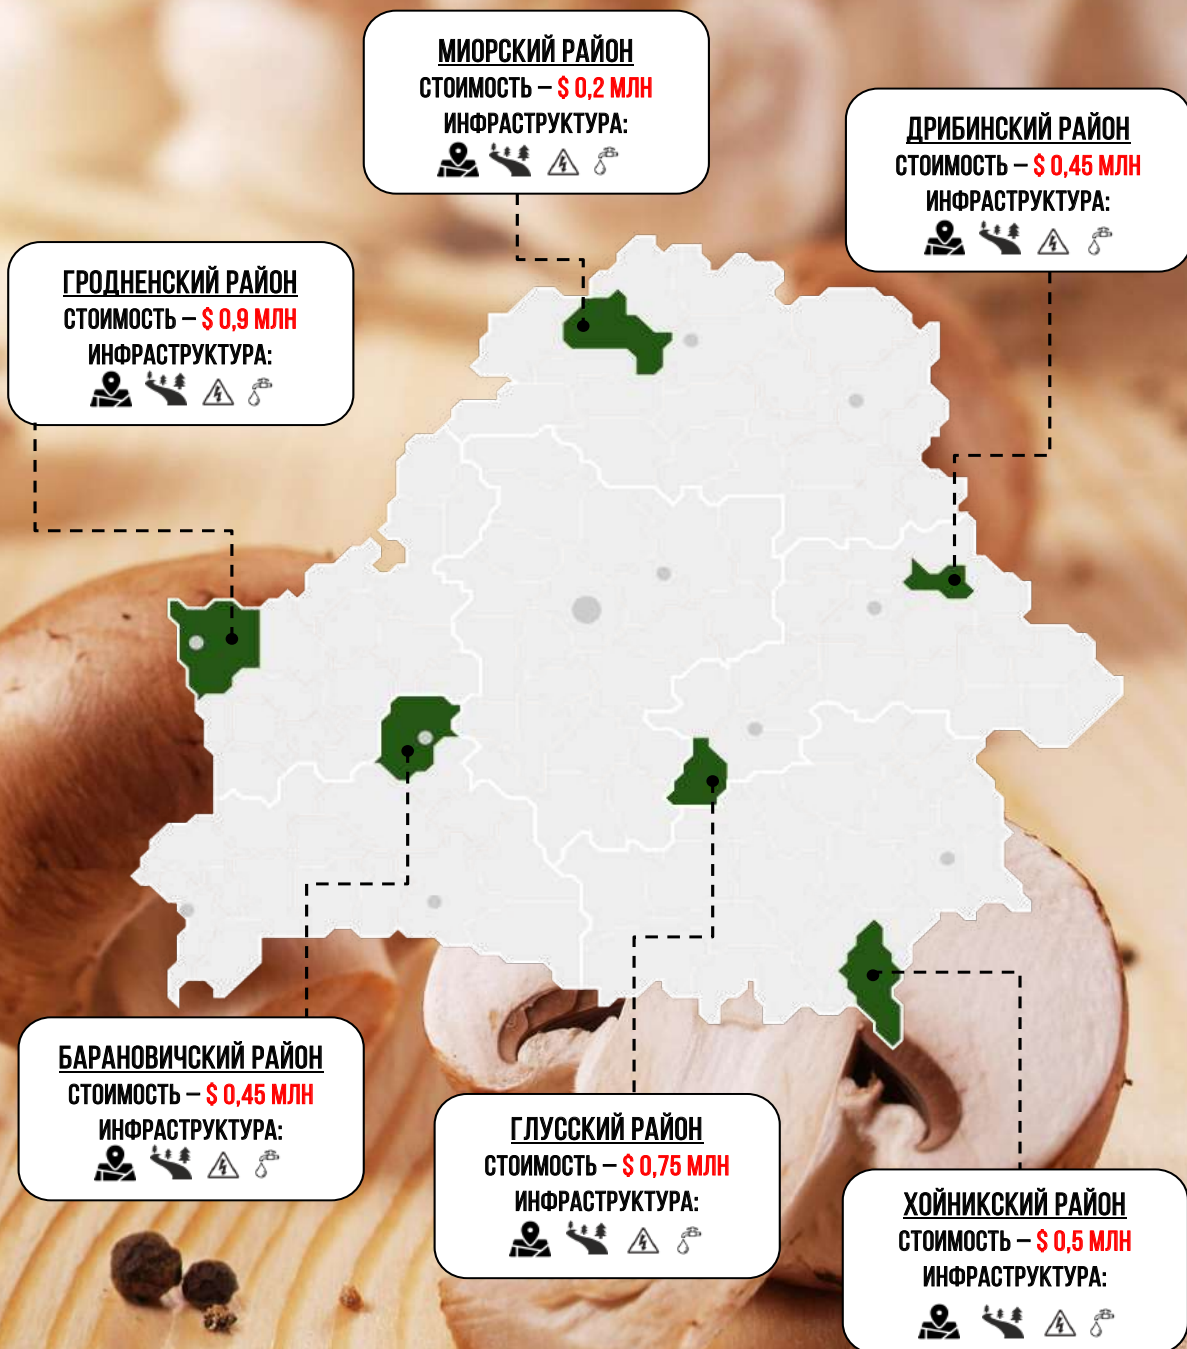 МИОРСКИЙ РАЙОН
СТОИМОСТЬ – $ 0,2 МЛН
ИНФРАСТРУКТУРА:
ДРИБИНСКИЙ РАЙОН
СТОИМОСТЬ – $ 0,45 МЛН
ИНФРАСТРУКТУРА:
ГРОДНЕНСКИЙ РАЙОН
СТОИМОСТЬ – $ 0,9 МЛН
ИНФРАСТРУКТУРА:
БАРАНОВИЧСКИЙ РАЙОН
СТОИМОСТЬ – $ 0,45 МЛН
ИНФРАСТРУКТУРА:
ГЛУССКИЙ РАЙОН
СТОИМОСТЬ – $ 0,75 МЛН
ИНФРАСТРУКТУРА:
ХОЙНИКСКИЙ РАЙОН
СТОИМОСТЬ – $ 0,5 МЛН
ИНФРАСТРУКТУРА: